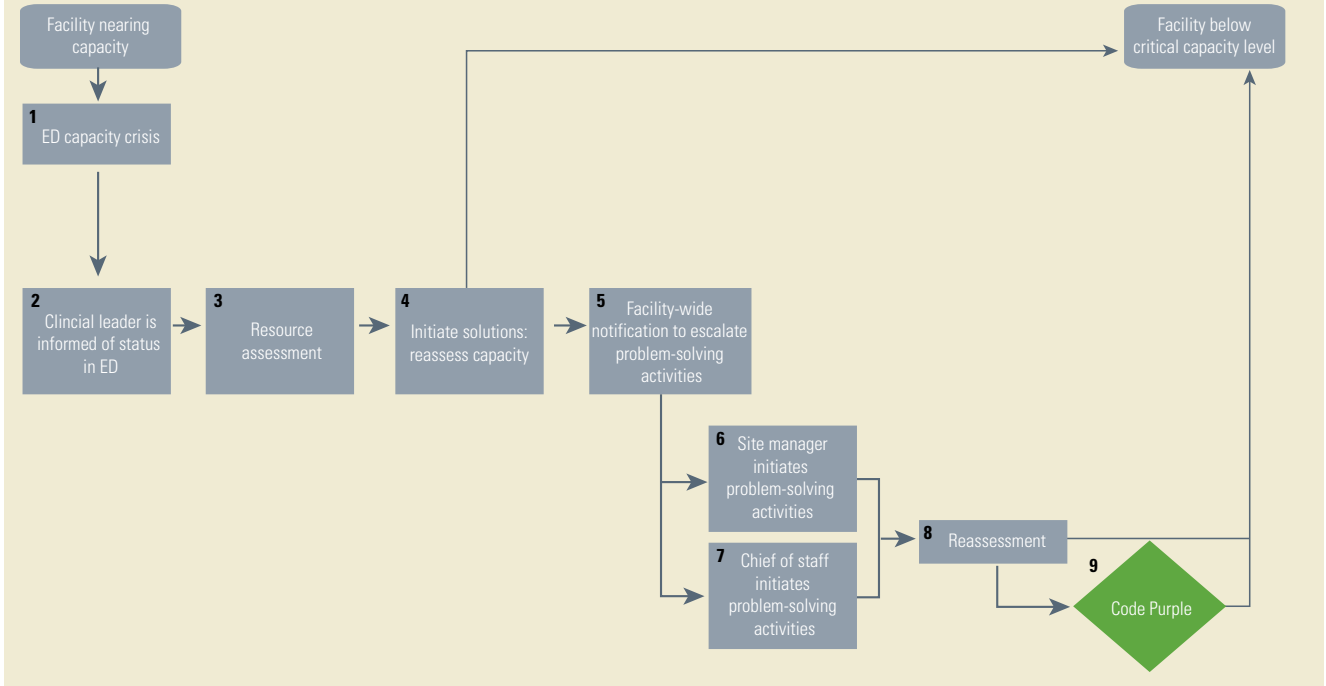 Facility nearing
capacity
Facility below
critical capacity level
1
ED capacity crisis
2
Clincial leader is
informed of status
in ED
3
Resource
assessment
4
Initiate solutions:
reassess capacity
5
Facility-wide
notification to escalate
problem-solving
activities
6
Site manager
initiates
problem-solving
activities
7
Chief of staff
initiates
problem-solving
activities
8
Reassessment
9
Code Purple